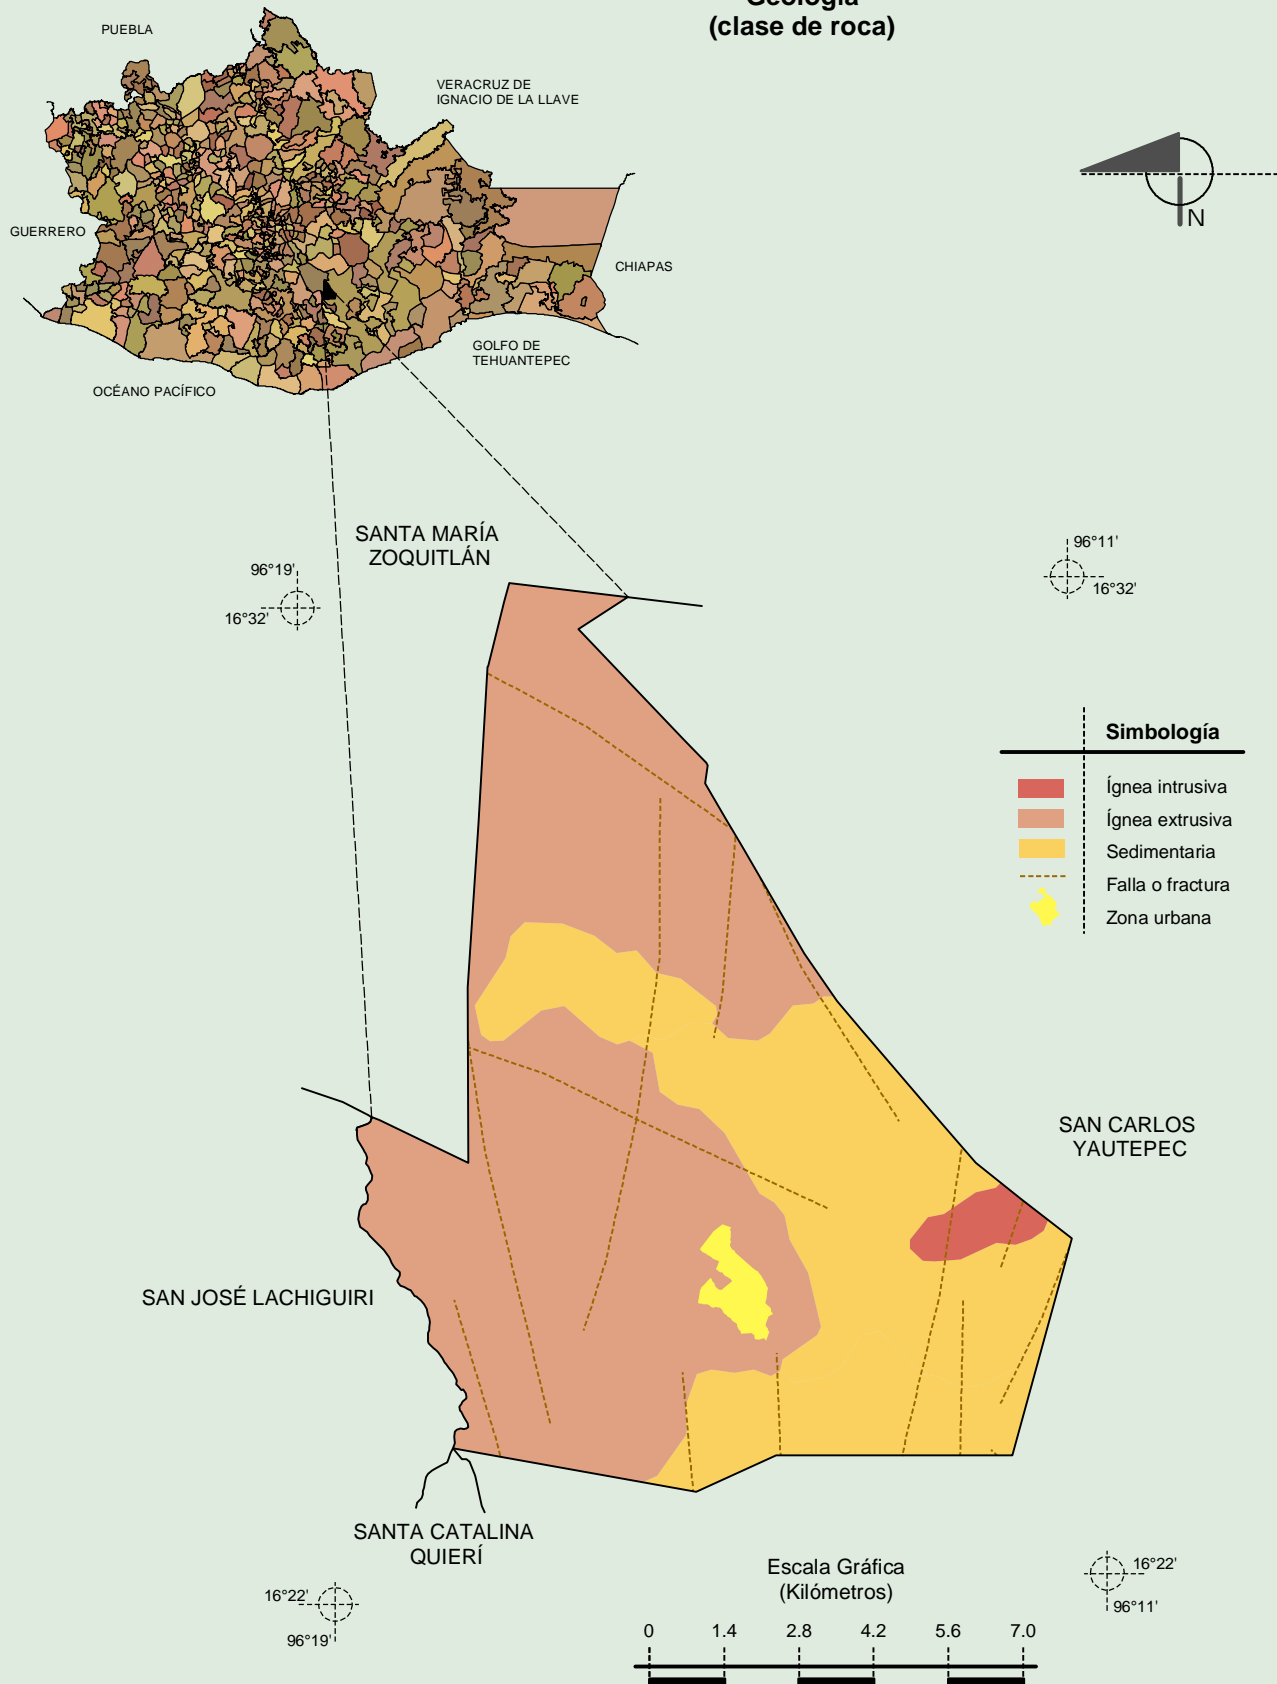 Geología
(clase de roca)
PUEBLA
VERACRUZ DE
IGNACIO DE LA LLAVE
GUERRERO
CHIAPAS
GOLFO DE
TEHUANTEPEC
OCÉANO PACÍFICO
N
SANTA MARÍA
ZOQUITLÁN
96°19'
16°32'
96°11'
16°32'
Simbología
Ígnea intrusiva
Ígnea extrusiva
Sedimentaria
Falla o fractura
Zona urbana
SAN CARLOS
YAUTEPEC
SAN JOSÉ LACHIGUIRI
SANTA CATALINA
QUIERÍ
16°22'
96°19'
16°22'
96°11'
Escala Gráfica
(Kilómetros)
0 1.4 2.8 4.2 5.6 7.0